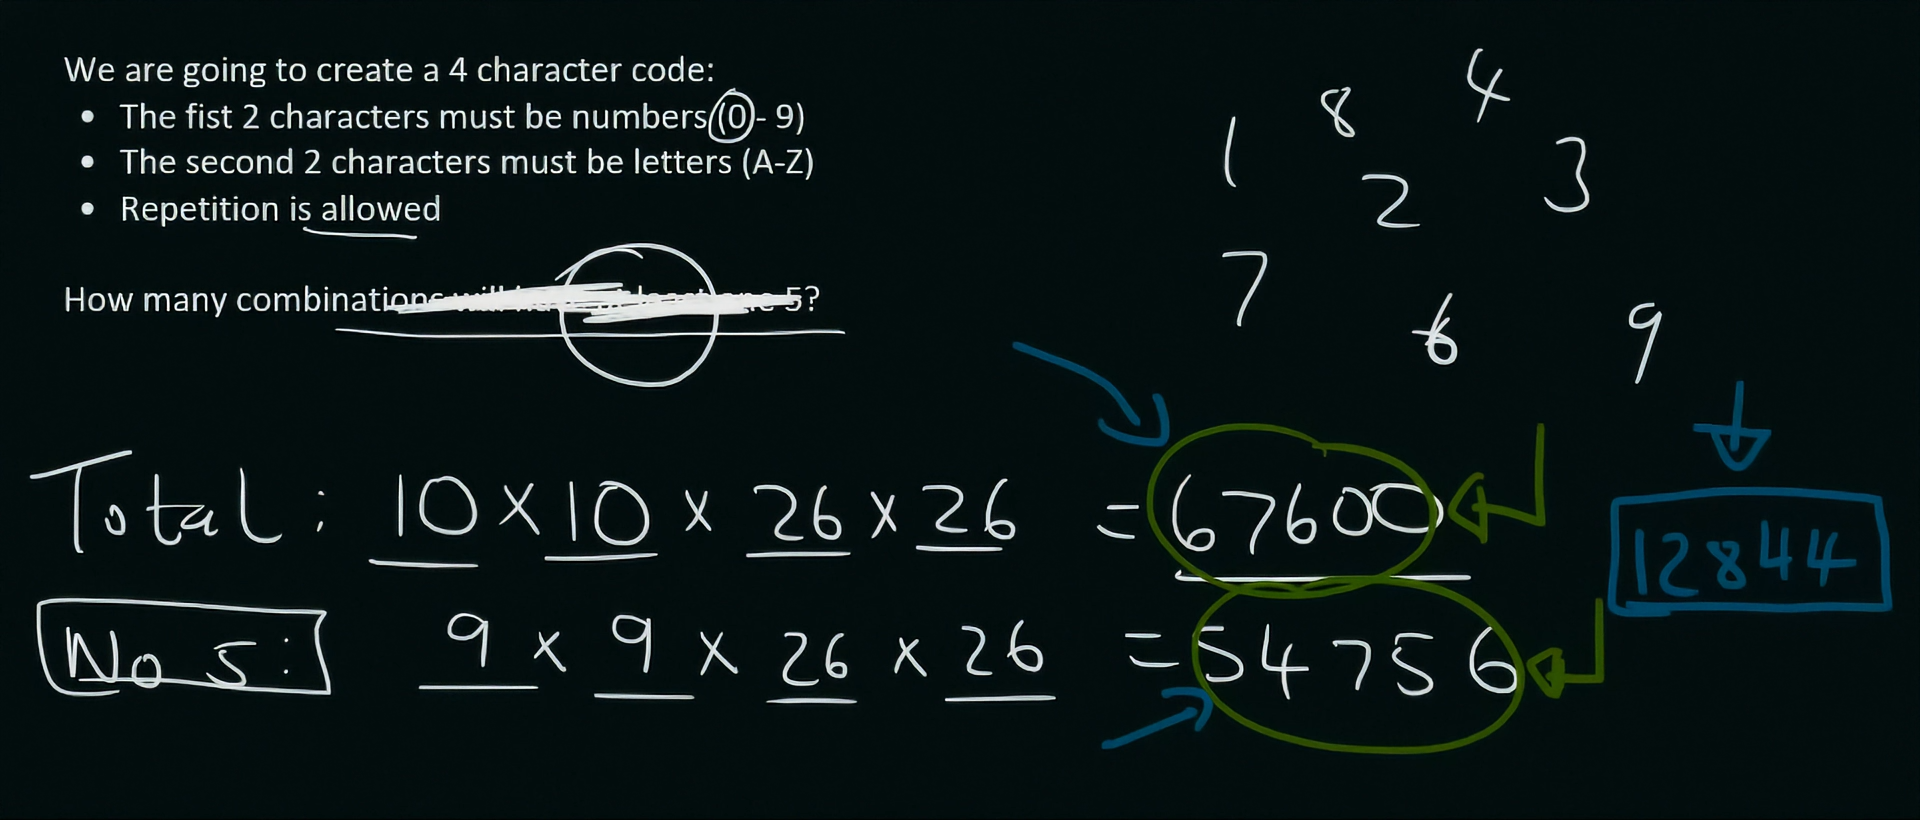 We are going to create a 4 character code:
• The fist 2 characters must be numbers (0 - 9)
• The second 2 characters must be letters (A-Z)
• Repetition is allowed
How many combinations 5?
1 8 4
2 3
7 6 9
Total: 10 × 10 × 26 × 26 = 67600
12844
No 5: 9 × 9 × 26 × 26 = 54756